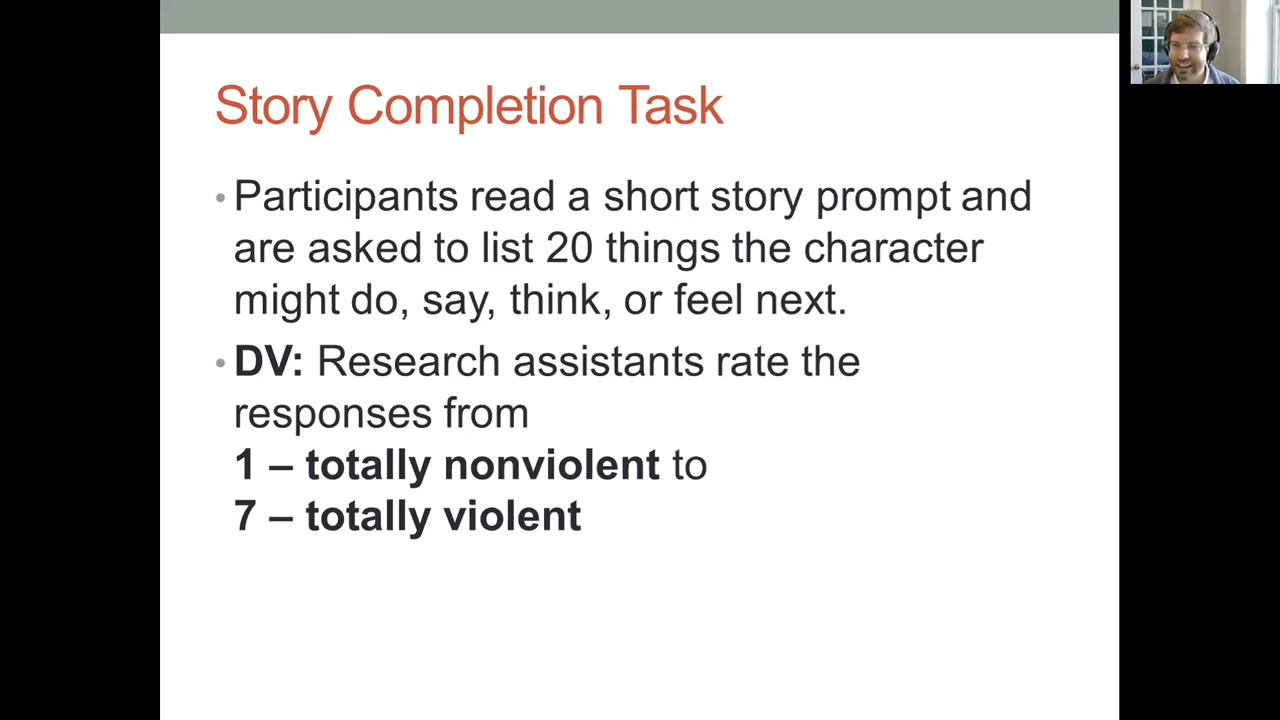 Story Completion Task
• Participants read a short story prompt and
are asked to list 20 things the character
might do, say, think, or feel next.
• DV: Research assistants rate the
responses from
1 – totally nonviolent to
7 – totally violent